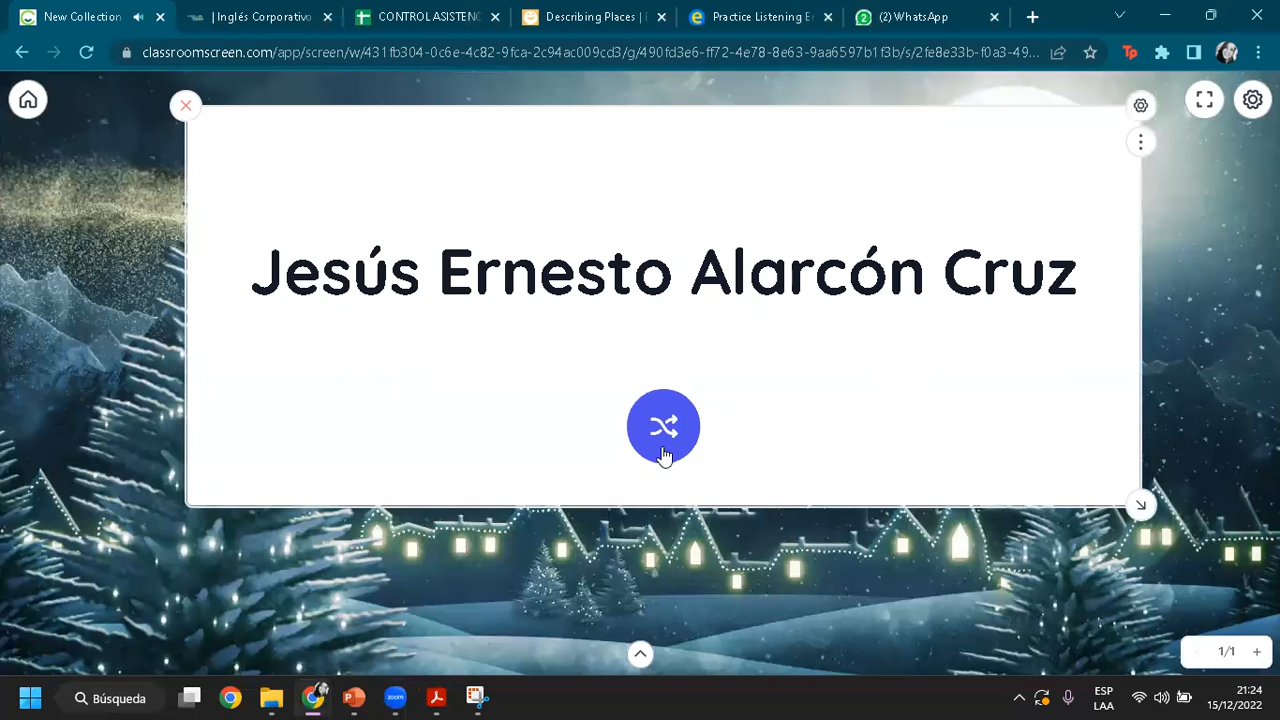 New Collection
| Inglés Corporativo
CONTROL ASISTENC
Describing Places | E
Practice Listening E
(2) WhatsApp
classroomscreen.com/app/screen/w/431fb304-0c6e-4c82-9fca-2c94ac009cd3/g/490fd3e6-ff72-4e78-8e63-9aa6597b1f3b/s/2fe8e33b-f0a3-49...
Jesús Ernesto Alarcón Cruz
1/1
Búsqueda
ESP
LAA
21:24
15/12/2022